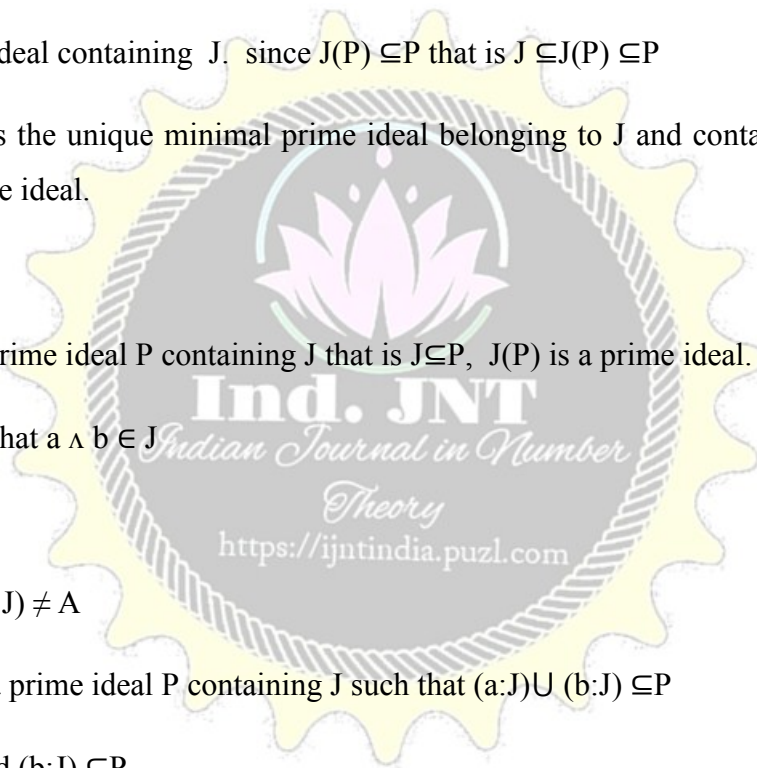 deal containing J. since J(P) ⊆P that is J ⊆J(P) ⊆P
s the unique minimal prime ideal belonging to J and conta
e ideal.
rime ideal P containing J that is J⊆P, J(P) is a prime ideal.
Ind. JNT
hat a ʌ b ∈ J
Indian Journal in Number
Theory
https://ijntindia.puzl.com
J) ≠ A
prime ideal P containing J such that (a:J)∪ (b:J) ⊆P
d (b:J) ⊆P